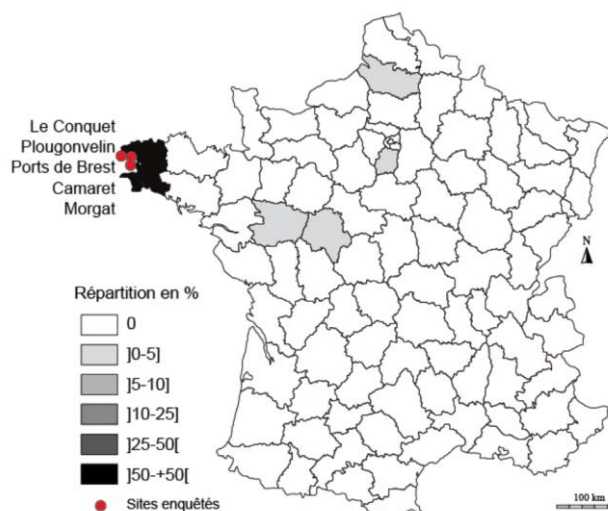 Le Conquet
Plougonvelin
Ports de Brest
Camaret
Morgat
N
Répartition en %
0
]0-5]
]5-10]
]10-25]
]25-50[
]50-+50[
Sites enquêtés
100 km